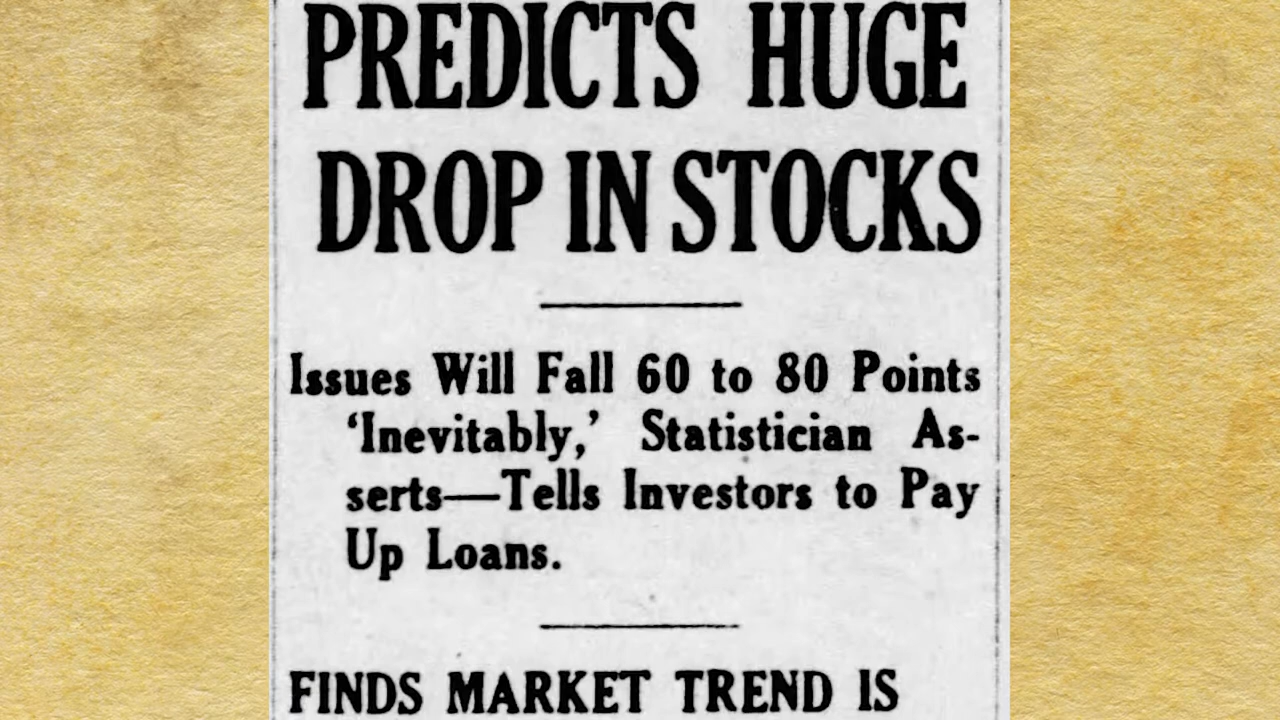 PREDICTS HUGE
DROP IN STOCKS
Issues Will Fall 60 to 80 Points
‘Inevitably,’ Statistician As-
serts—Tells Investors to Pay
Up Loans.
FINDS MARKET TREND IS